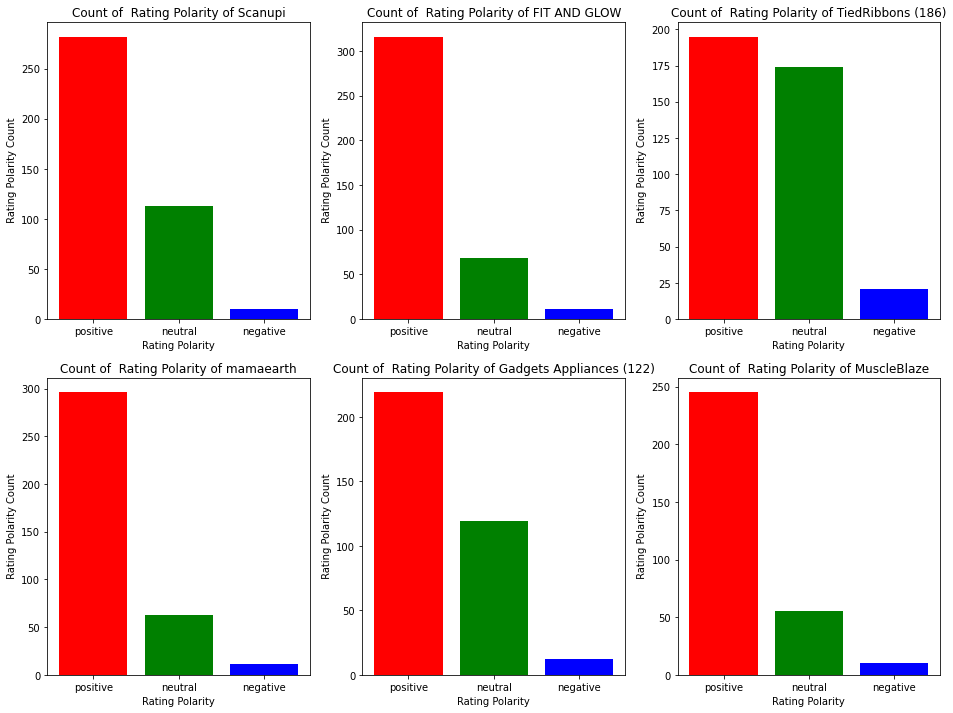 Count of  Rating Polarity of Scanupi
Rating Polarity Count
250
200
150
100
50
0
positive neutral negative
Rating Polarity
Count of  Rating Polarity of FIT AND GLOW
Rating Polarity Count
300
250
200
150
100
50
0
positive neutral negative
Rating Polarity
Count of  Rating Polarity of TiedRibbons (186)
Rating Polarity Count
200
175
150
125
100
75
50
25
0
positive neutral negative
Rating Polarity
Count of  Rating Polarity of mamaearth
Rating Polarity Count
300
250
200
150
100
50
0
positive neutral negative
Rating Polarity
Count of  Rating Polarity of Gadgets Appliances (122)
Rating Polarity Count
200
150
100
50
0
positive neutral negative
Rating Polarity
Count of  Rating Polarity of MuscleBlaze
Rating Polarity Count
250
200
150
100
50
0
positive neutral negative
Rating Polarity